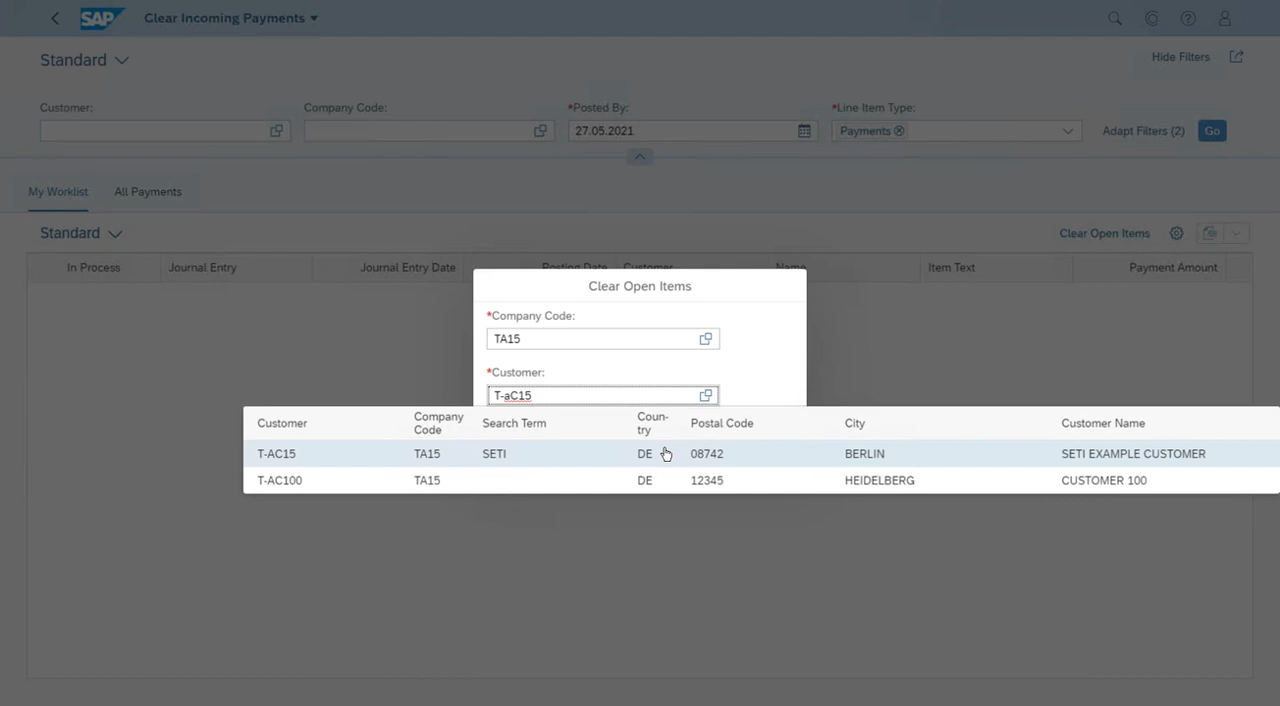 SAP Clear Incoming Payments
Standard
Hide Filters
Customer: Company Code: *Posted By: *Line Item Type:
27.05.2021 Payments Adapt Filters (2) Go
My Worklist All Payments
Standard Clear Open Items
In Process Journal Entry Journal Entry Date Posting Date Customer Name Item Text Payment Amount
Clear Open Items
*Company Code:
TA15
*Customer:
T-aC15
Customer Company Code Search Term Coun-try Postal Code City Customer Name
T-AC15 TA15 SETI DE 08742 BERLIN SETI EXAMPLE CUSTOMER
T-AC100 TA15 DE 12345 HEIDELBERG CUSTOMER 100